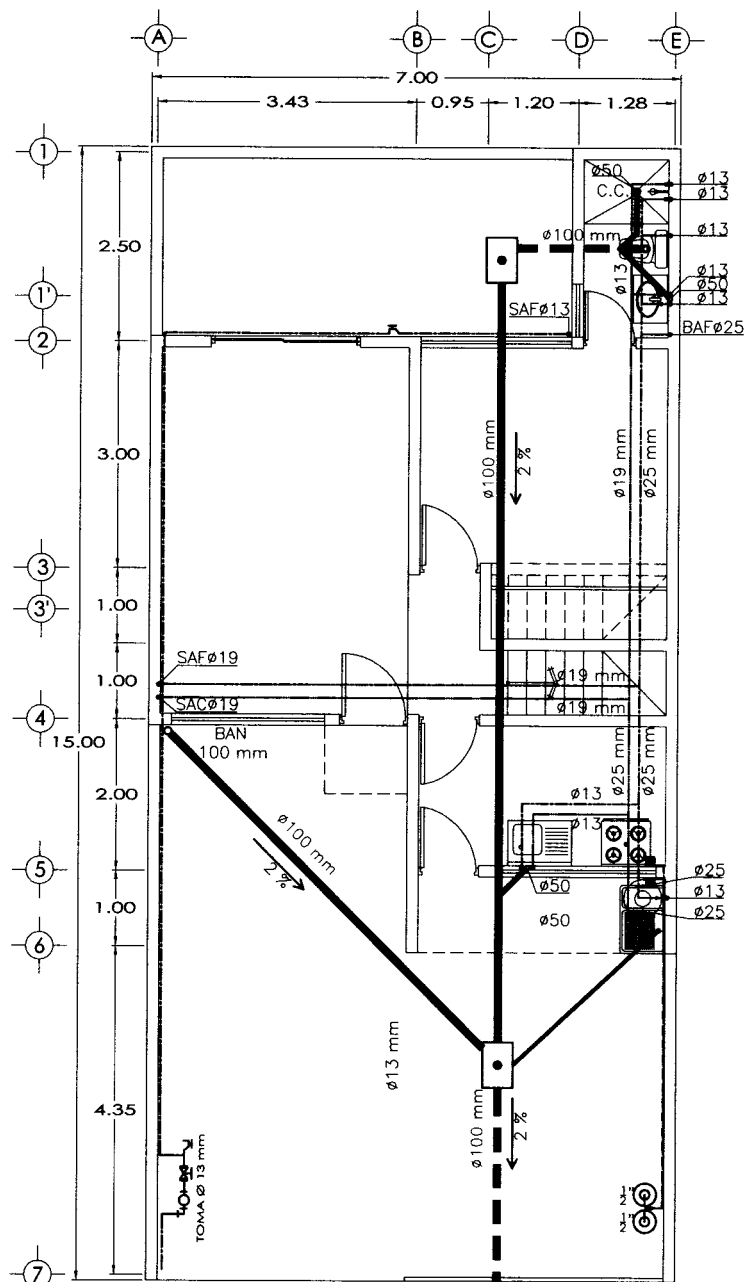 A
B
C
D
E
7.00
3.43
0.95
1.20
1.28
1
2.50
1'
2
3.00
3
1.00
3'
1.00
4
15.00
2.00
5
1.00
6
4.35
7
ø50
C.C.
ø13
ø13
ø100 mm
ø13
ø13
ø13
ø50
ø13
SAFø13
BAFø25
ø100 mm
2 %
ø19 mm
ø25 mm
SAFø19
SACø19
ø19 mm
ø19 mm
BAN
100 mm
ø100 mm
2 %
ø25 mm
ø25 mm
ø13
ø13
ø50
ø50
ø25
ø13
ø25
ø13 mm
ø100 mm
2 %
TOMA Ø 13 mm
1/2"
1/2"